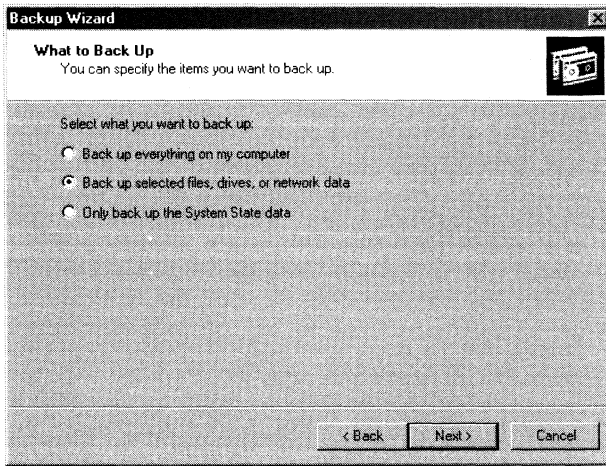 Backup Wizard
What to Back Up
You can specify the items you want to back up.
Select what you want to back up:
Back up everything on my computer
Back up selected files, drives, or network data
Only back up the System State data
< Back
Next >
Cancel